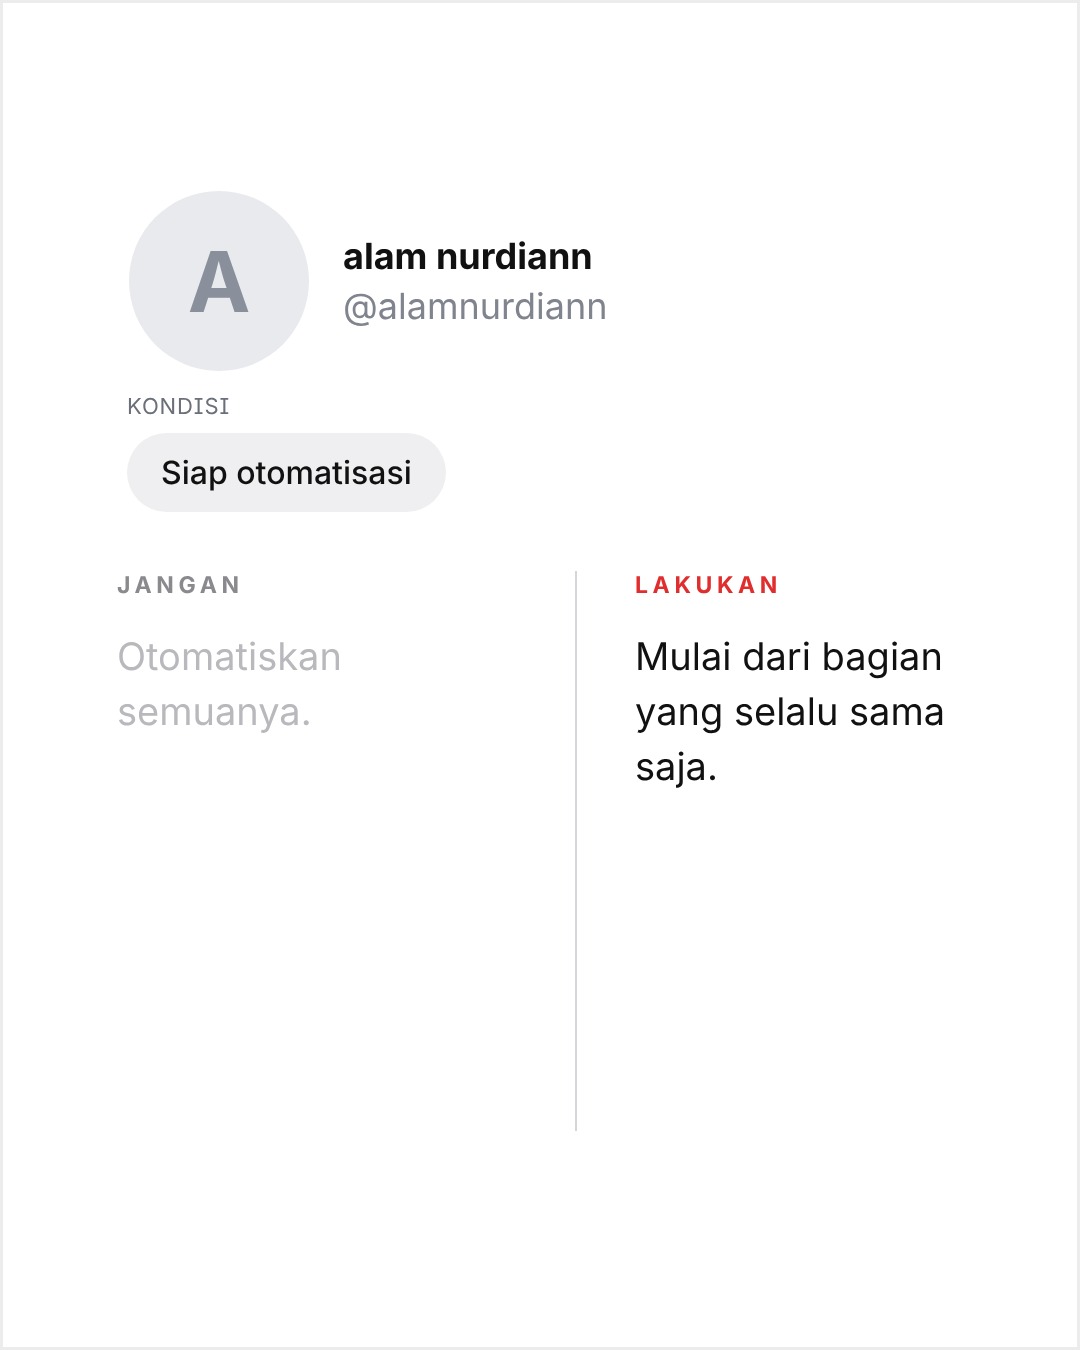 A
alam nurdiann
@alamnurdiann
KONDISI
Siap otomatisasi
JANGAN
Otomatiskan
semuanya.
LAKUKAN
Mulai dari bagian
yang selalu sama
saja.